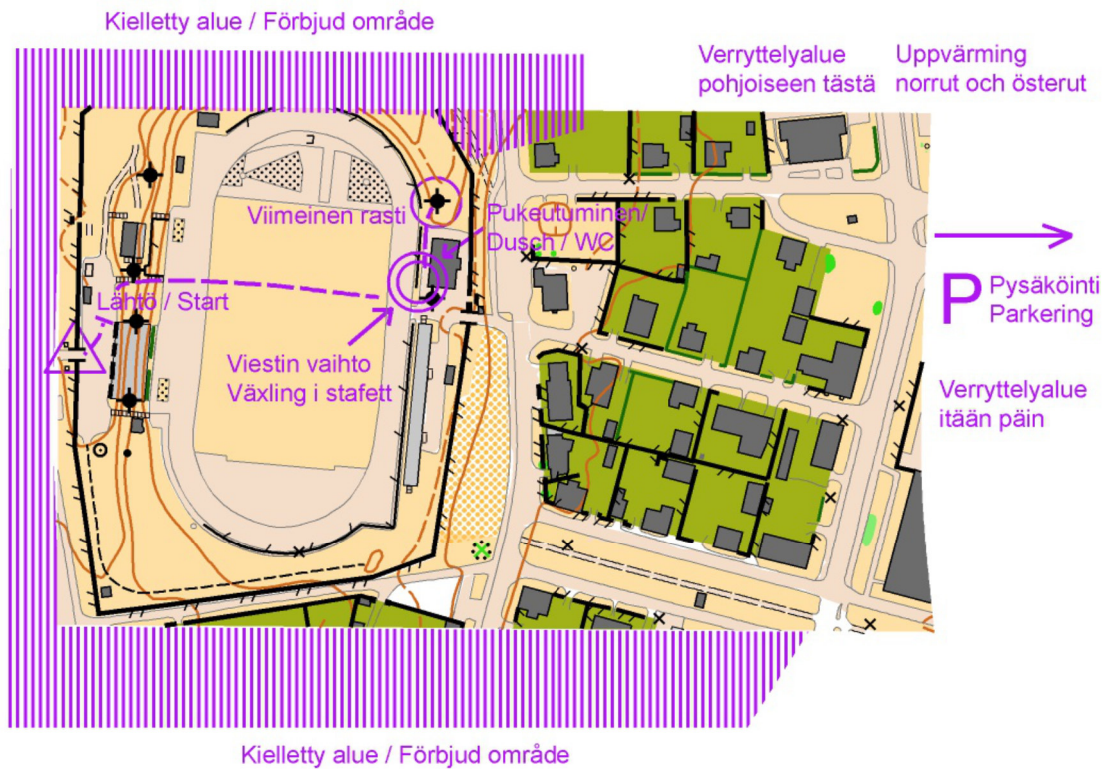 Kielletty alue / Förbjud område
Verryttelyalue
pohjoiseen tästä
Uppvärming
norrut och österut
Viimeinen rasti
Pukeutuminen/
Dusch / WC
Lähtö / Start
P
Pysäköinti
Parkering
Viestin vaihto
Växling i stafett
Verryttelyalue
itään päin
Kielletty alue / Förbjud område